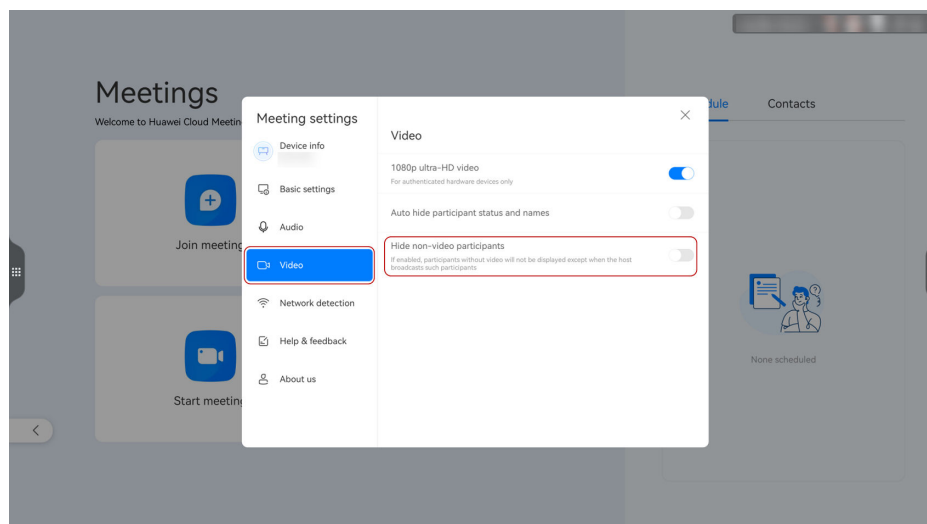 Meetings
Welcome to Huawei Cloud Meetin
Join meeting
Start meeting
Meeting settings
Device info
Basic settings
Audio
Video
Network detection
Help & feedback
About us
Video
1080p ultra-HD video
For authenticated hardware devices only
Auto hide participant status and names
Hide non-video participants
If enabled, participants without video will not be displayed except when the host
broadcasts such participants
dule
Contacts
None scheduled